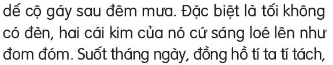 dế cộ gáy sau đêm mưa. Đặc biệt là tối không
có đèn, hai cái kim của nó cứ sáng loé lên như
đom đóm. Suốt tháng ngày, đồng hồ tí ta tí tách,